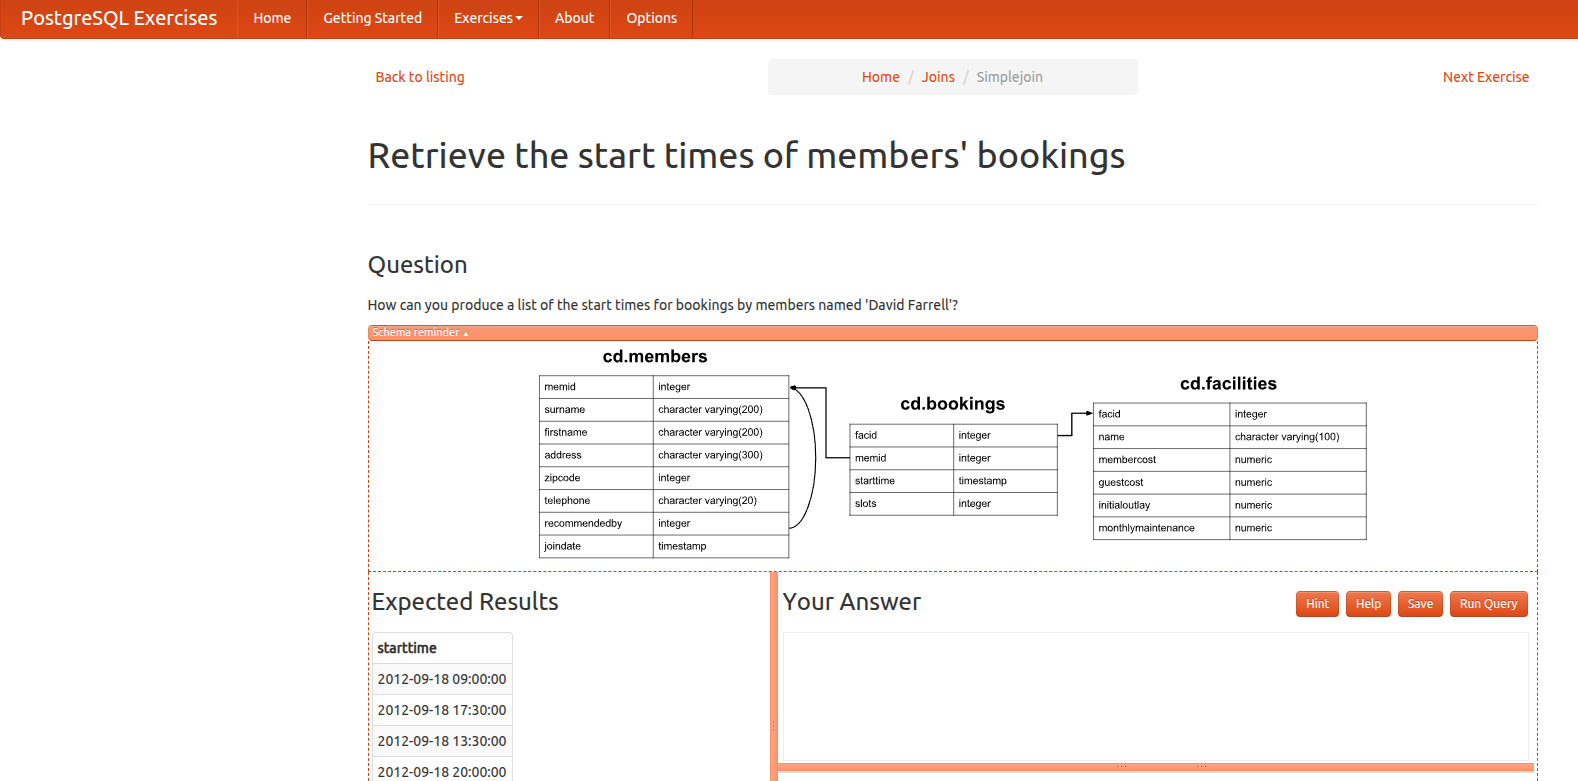 PostgreSQL Exercises Home Getting Started Exercises About Options
Back to listing Home / Joins / Simplejoin Next Exercise
Retrieve the start times of members' bookings
Question
How can you produce a list of the start times for bookings by members named 'David Farrell'?
Schema reminder
cd.members
memid integer
surname character varying(200)
firstname character varying(200)
address character varying(300)
zipcode integer
telephone character varying(20)
recommendedby integer
joindate timestamp
cd.bookings
facid integer
memid integer
starttime timestamp
slots integer
cd.facilities
facid integer
name character varying(100)
membercost numeric
guestcost numeric
initialoutlay numeric
monthlymaintenance numeric
Expected Results
starttime
2012-09-18 09:00:00
2012-09-18 17:30:00
2012-09-18 13:30:00
2012-09-18 20:00:00
Your Answer
Hint Help Save Run Query